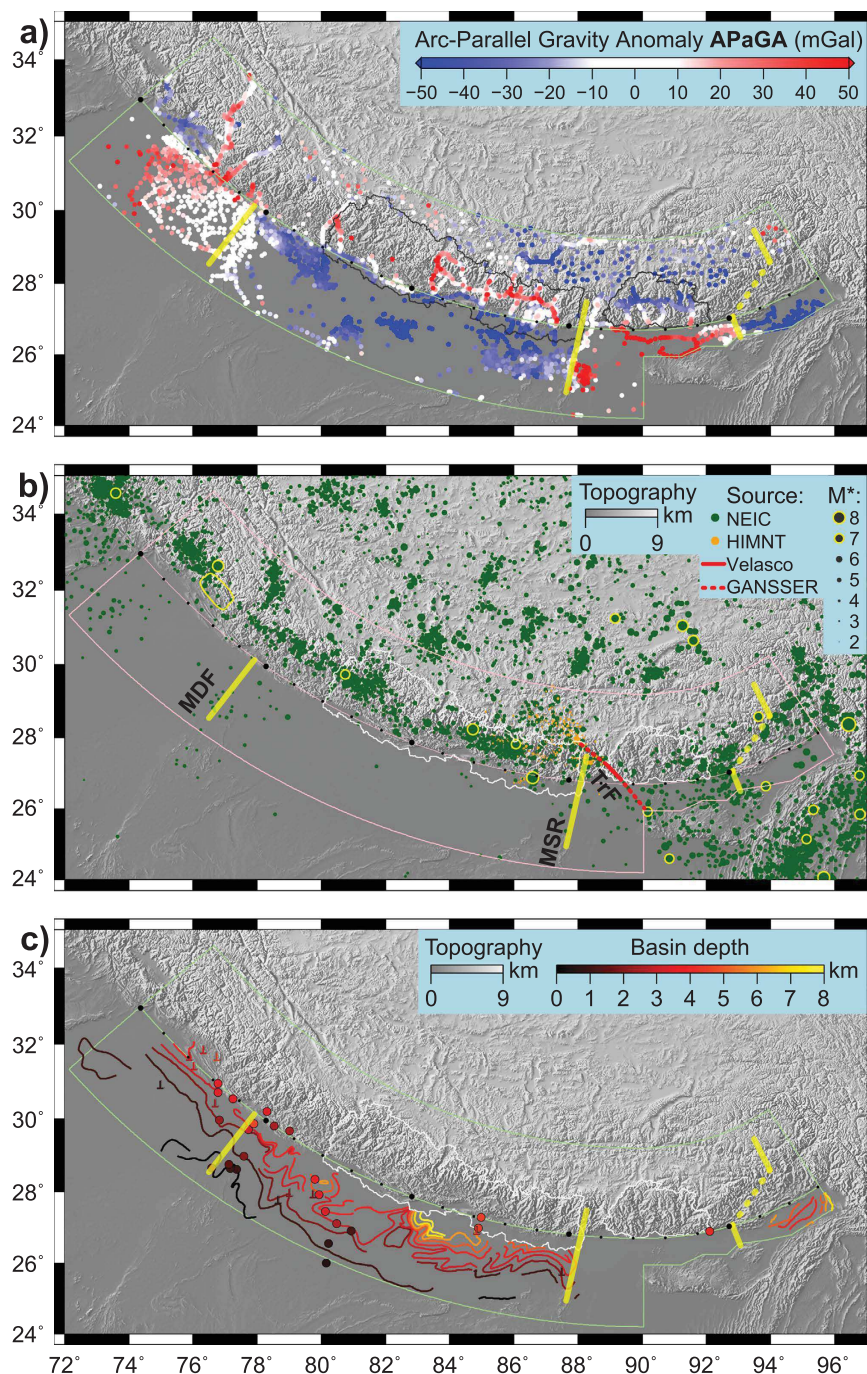 a)
Arc-Parallel Gravity Anomaly APaGA (mGal)
−50 −40 −30 −20 −10 0 10 20 30 40 50
34˚
32˚
30˚
28˚
26˚
24˚
b)
Topography
km
0 9
Source:
NEIC
HIMNT
Velasco
GANSSER
M*:
8
7
6
5
4
3
2
34˚
32˚
30˚
28˚
26˚
24˚
MDF
MSR
TrF
c)
Topography
km
0 9
Basin depth
km
0 1 2 3 4 5 6 7 8
34˚
32˚
30˚
28˚
26˚
24˚
72˚ 74˚ 76˚ 78˚ 80˚ 82˚ 84˚ 86˚ 88˚ 90˚ 92˚ 94˚ 96˚